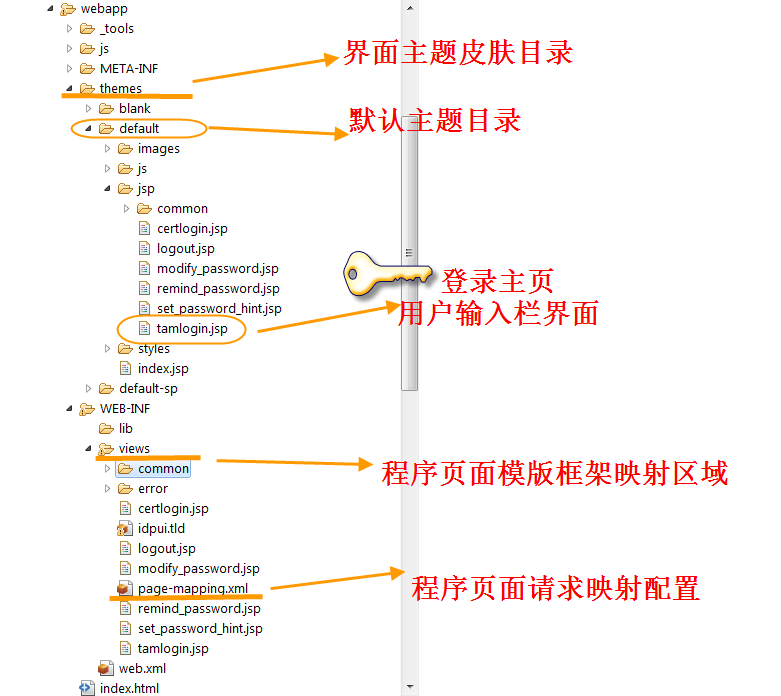 webapp
_tools
js
META-INF
界面主题皮肤目录
themes
blank
default
默认主题目录
images
js
jsp
common
certlogin.jsp
logout.jsp
modify_password.jsp
登录主页
remind_password.jsp
set_password_hint.jsp
用户输入栏界面
tamlogin.jsp
styles
index.jsp
default-sp
WEB-INF
lib
views
common
程序页面模版框架映射区域
error
certlogin.jsp
idpui.tld
logout.jsp
modify_password.jsp
page-mapping.xml
程序页面请求映射配置
remind_password.jsp
set_password_hint.jsp
tamlogin.jsp
web.xml
index.html